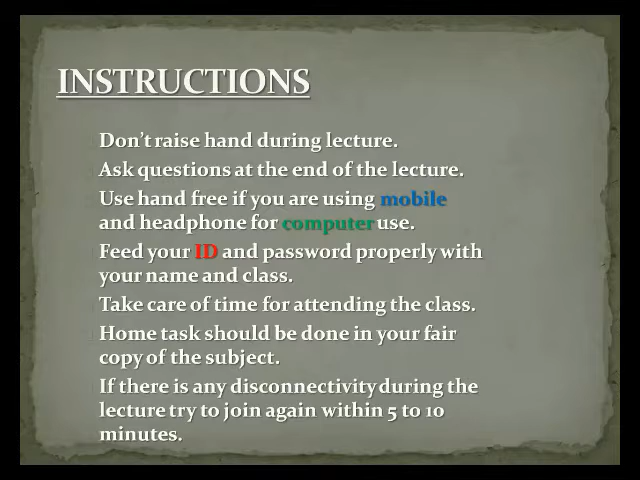 INSTRUCTIONS
Don't raise hand during lecture.
Ask questions at the end of the lecture.
Use hand free if you are using mobile
and headphone for computer use.
Feed your ID and password properly with
your name and class.
Take care of time for attending the class.
Home task should be done in your fair
copy of the subject.
If there is any disconnectivity during the
lecture try to join again within 5 to 10
minutes.